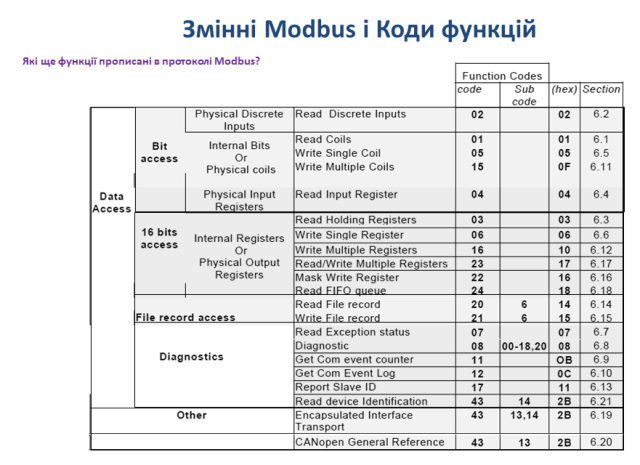 Змінні Modbus і Коди функцій
Які ще функції прописані в протоколі Modbus?
Function Codes
code Sub code (hex) Section
Data Access
Bit access
Physical Discrete Inputs
Read Discrete Inputs 02 02 6.2
Internal Bits Or Physical coils
Read Coils 01 01 6.1
Write Single Coil 05 05 6.5
Write Multiple Coils 15 0F 6.11
16 bits access
Physical Input Registers
Read Input Register 04 04 6.4
Internal Registers Or Physical Output Registers
Read Holding Registers 03 03 6.3
Write Single Register 06 06 6.6
Write Multiple Registers 16 10 6.12
Read/Write Multiple Registers 23 17 6.17
Mask Write Register 22 16 6.16
Read FIFO queue 24 18 6.18
File record access
Read File record 20 6 14 6.14
Write File record 21 6 15 6.15
Diagnostics
Read Exception status 07 07 6.7
Diagnostic 08 00-18,20 08 6.8
Get Com event counter 11 OB 6.9
Get Com Event Log 12 0C 6.10
Report Slave ID 17 11 6.13
Read device Identification 43 14 2B 6.21
Other
Encapsulated Interface Transport 43 13,14 2B 6.19
CANopen General Reference 43 13 2B 6.20